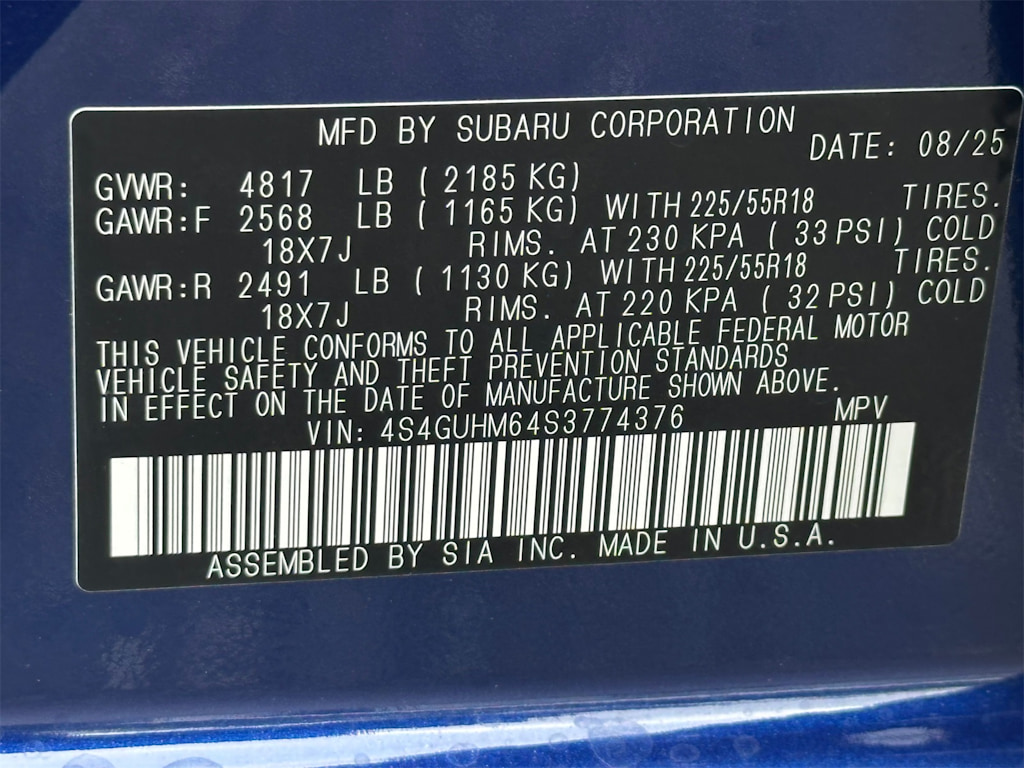 MFD BY SUBARU CORPORATION DATE: 08/25
GVWR: 4817 LB (2185 KG)
GAWR:F 2568 LB (1165 KG) WITH 225/55R18 TIRES.
18X7J RIMS. AT 230 KPA (33 PSI) COLD
GAWR:R 2491 LB (1130 KG) WITH 225/55R18 TIRES.
18X7J RIMS. AT 220 KPA (32 PSI) COLD
THIS VEHICLE CONFORMS TO ALL APPLICABLE FEDERAL MOTOR
VEHICLE SAFETY AND THEFT PREVENTION STANDARDS
IN EFFECT ON THE DATE OF MANUFACTURE SHOWN ABOVE.
VIN: 4S4GUHM64S3774376 MPV
ASSEMBLED BY SIA INC. MADE IN U.S.A.